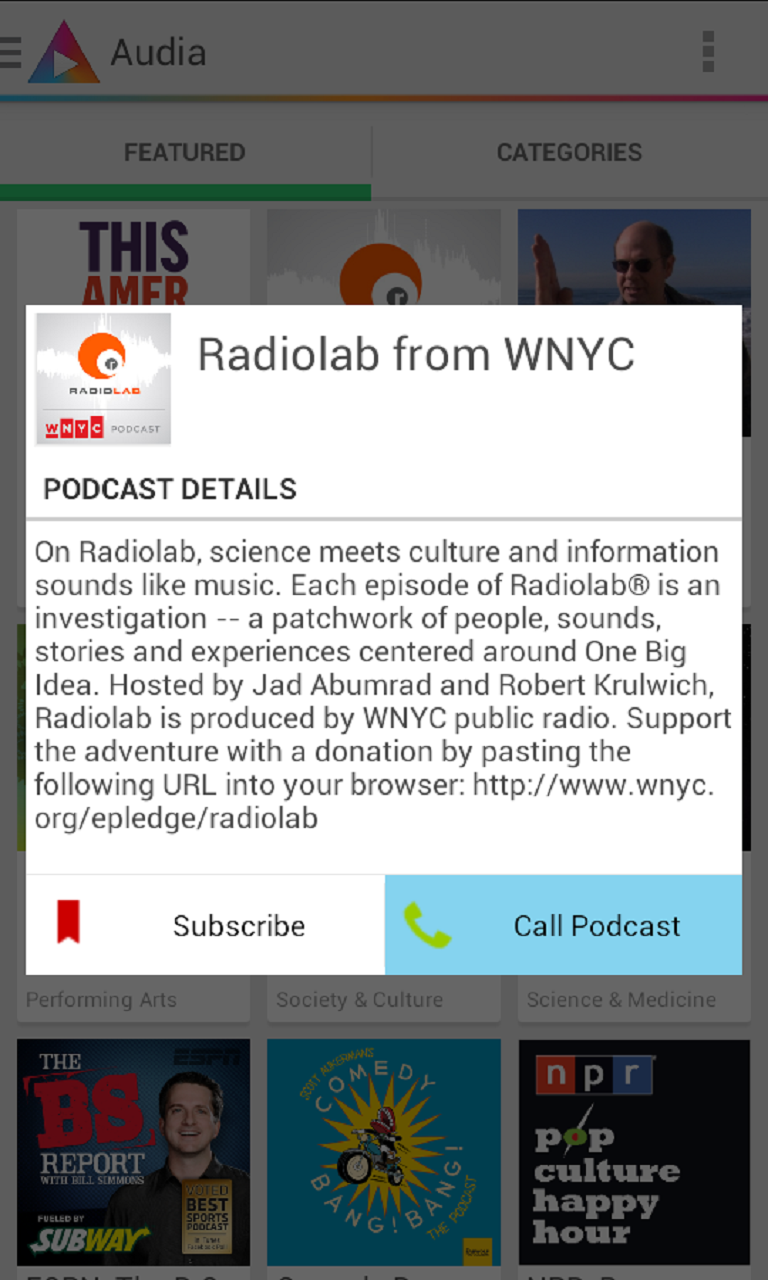 Audia
FEATURED
CATEGORIES
THIS
AMER
r
Radiolab from WNYC
r
RADIOLAB
WNYC PODCAST
PODCAST DETAILS
On Radiolab, science meets culture and information
sounds like music. Each episode of Radiolab® is an
investigation -- a patchwork of people, sounds,
stories and experiences centered around One Big
Idea. Hosted by Jad Abumrad and Robert Krulwich,
Radiolab is produced by WNYC public radio. Support
the adventure with a donation by pasting the
following URL into your browser: http://www.wnyc.
org/epledge/radiolab
Subscribe
Call Podcast
Performing Arts
Society & Culture
Science & Medicine
THE
ESPN
BS
REPORT
WITH BILL SIMMONS
VOTED
BEST
SPORTS
PODCAST
FUELED BY
SUBWAY
SCOTT AUKERMAN'S
COMEDY
BANG! BANG!
THE PODCAST
npr
pop
culture
happy
hour